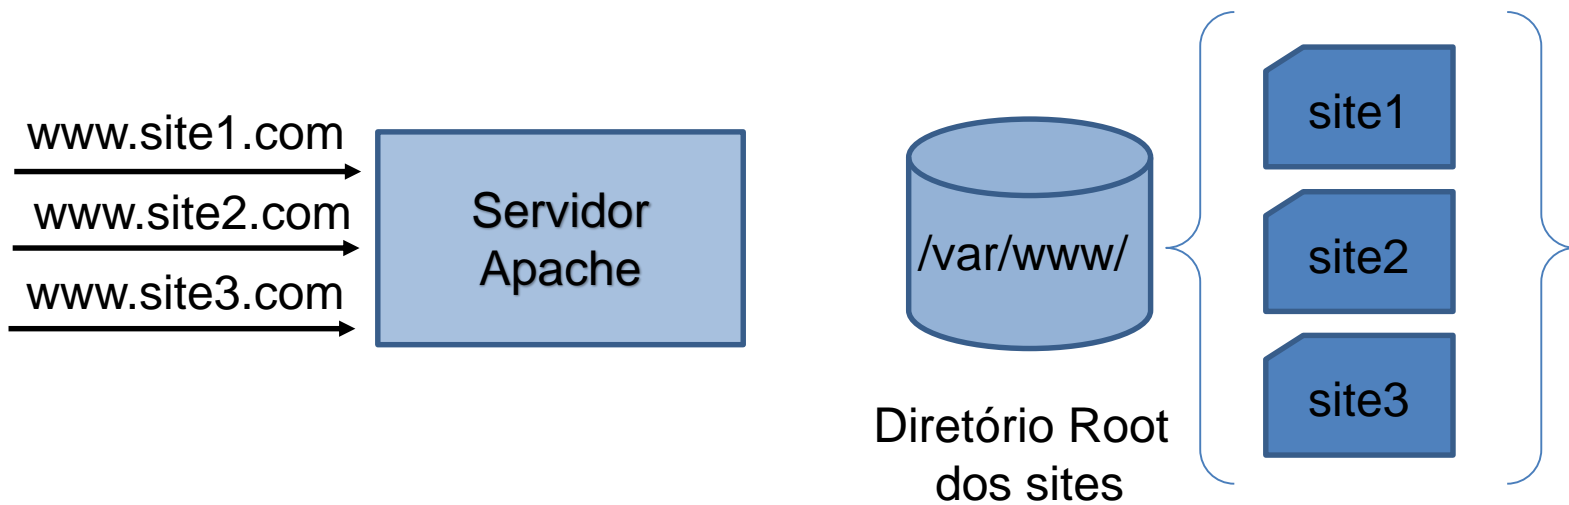 www.site1.com
www.site2.com
www.site3.com
Servidor
Apache
/var/www/
Diretório Root
dos sites
site1
site2
site3